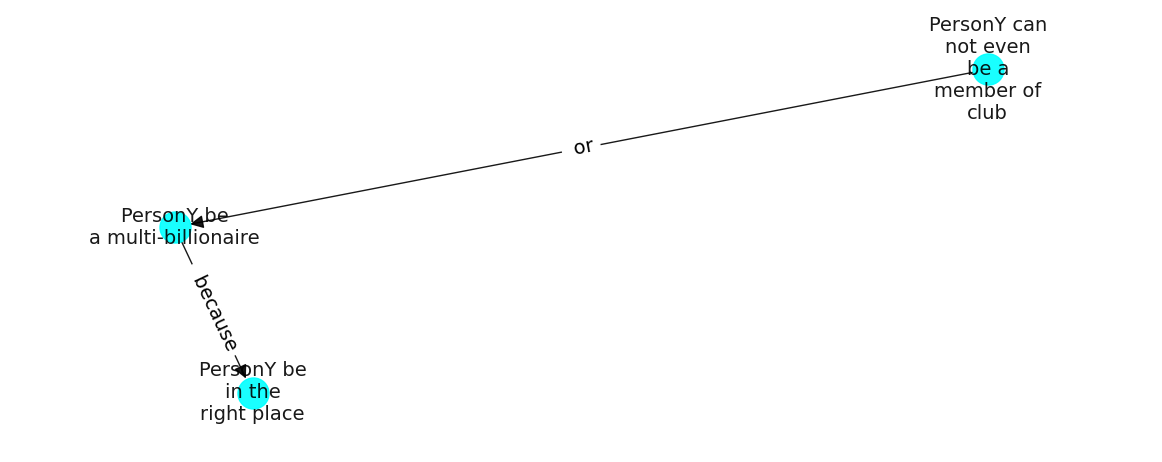 PersonY can
not even
be a
member of
club
or
PersonY be
a multi-billionaire
because
PersonY be
in the
right place